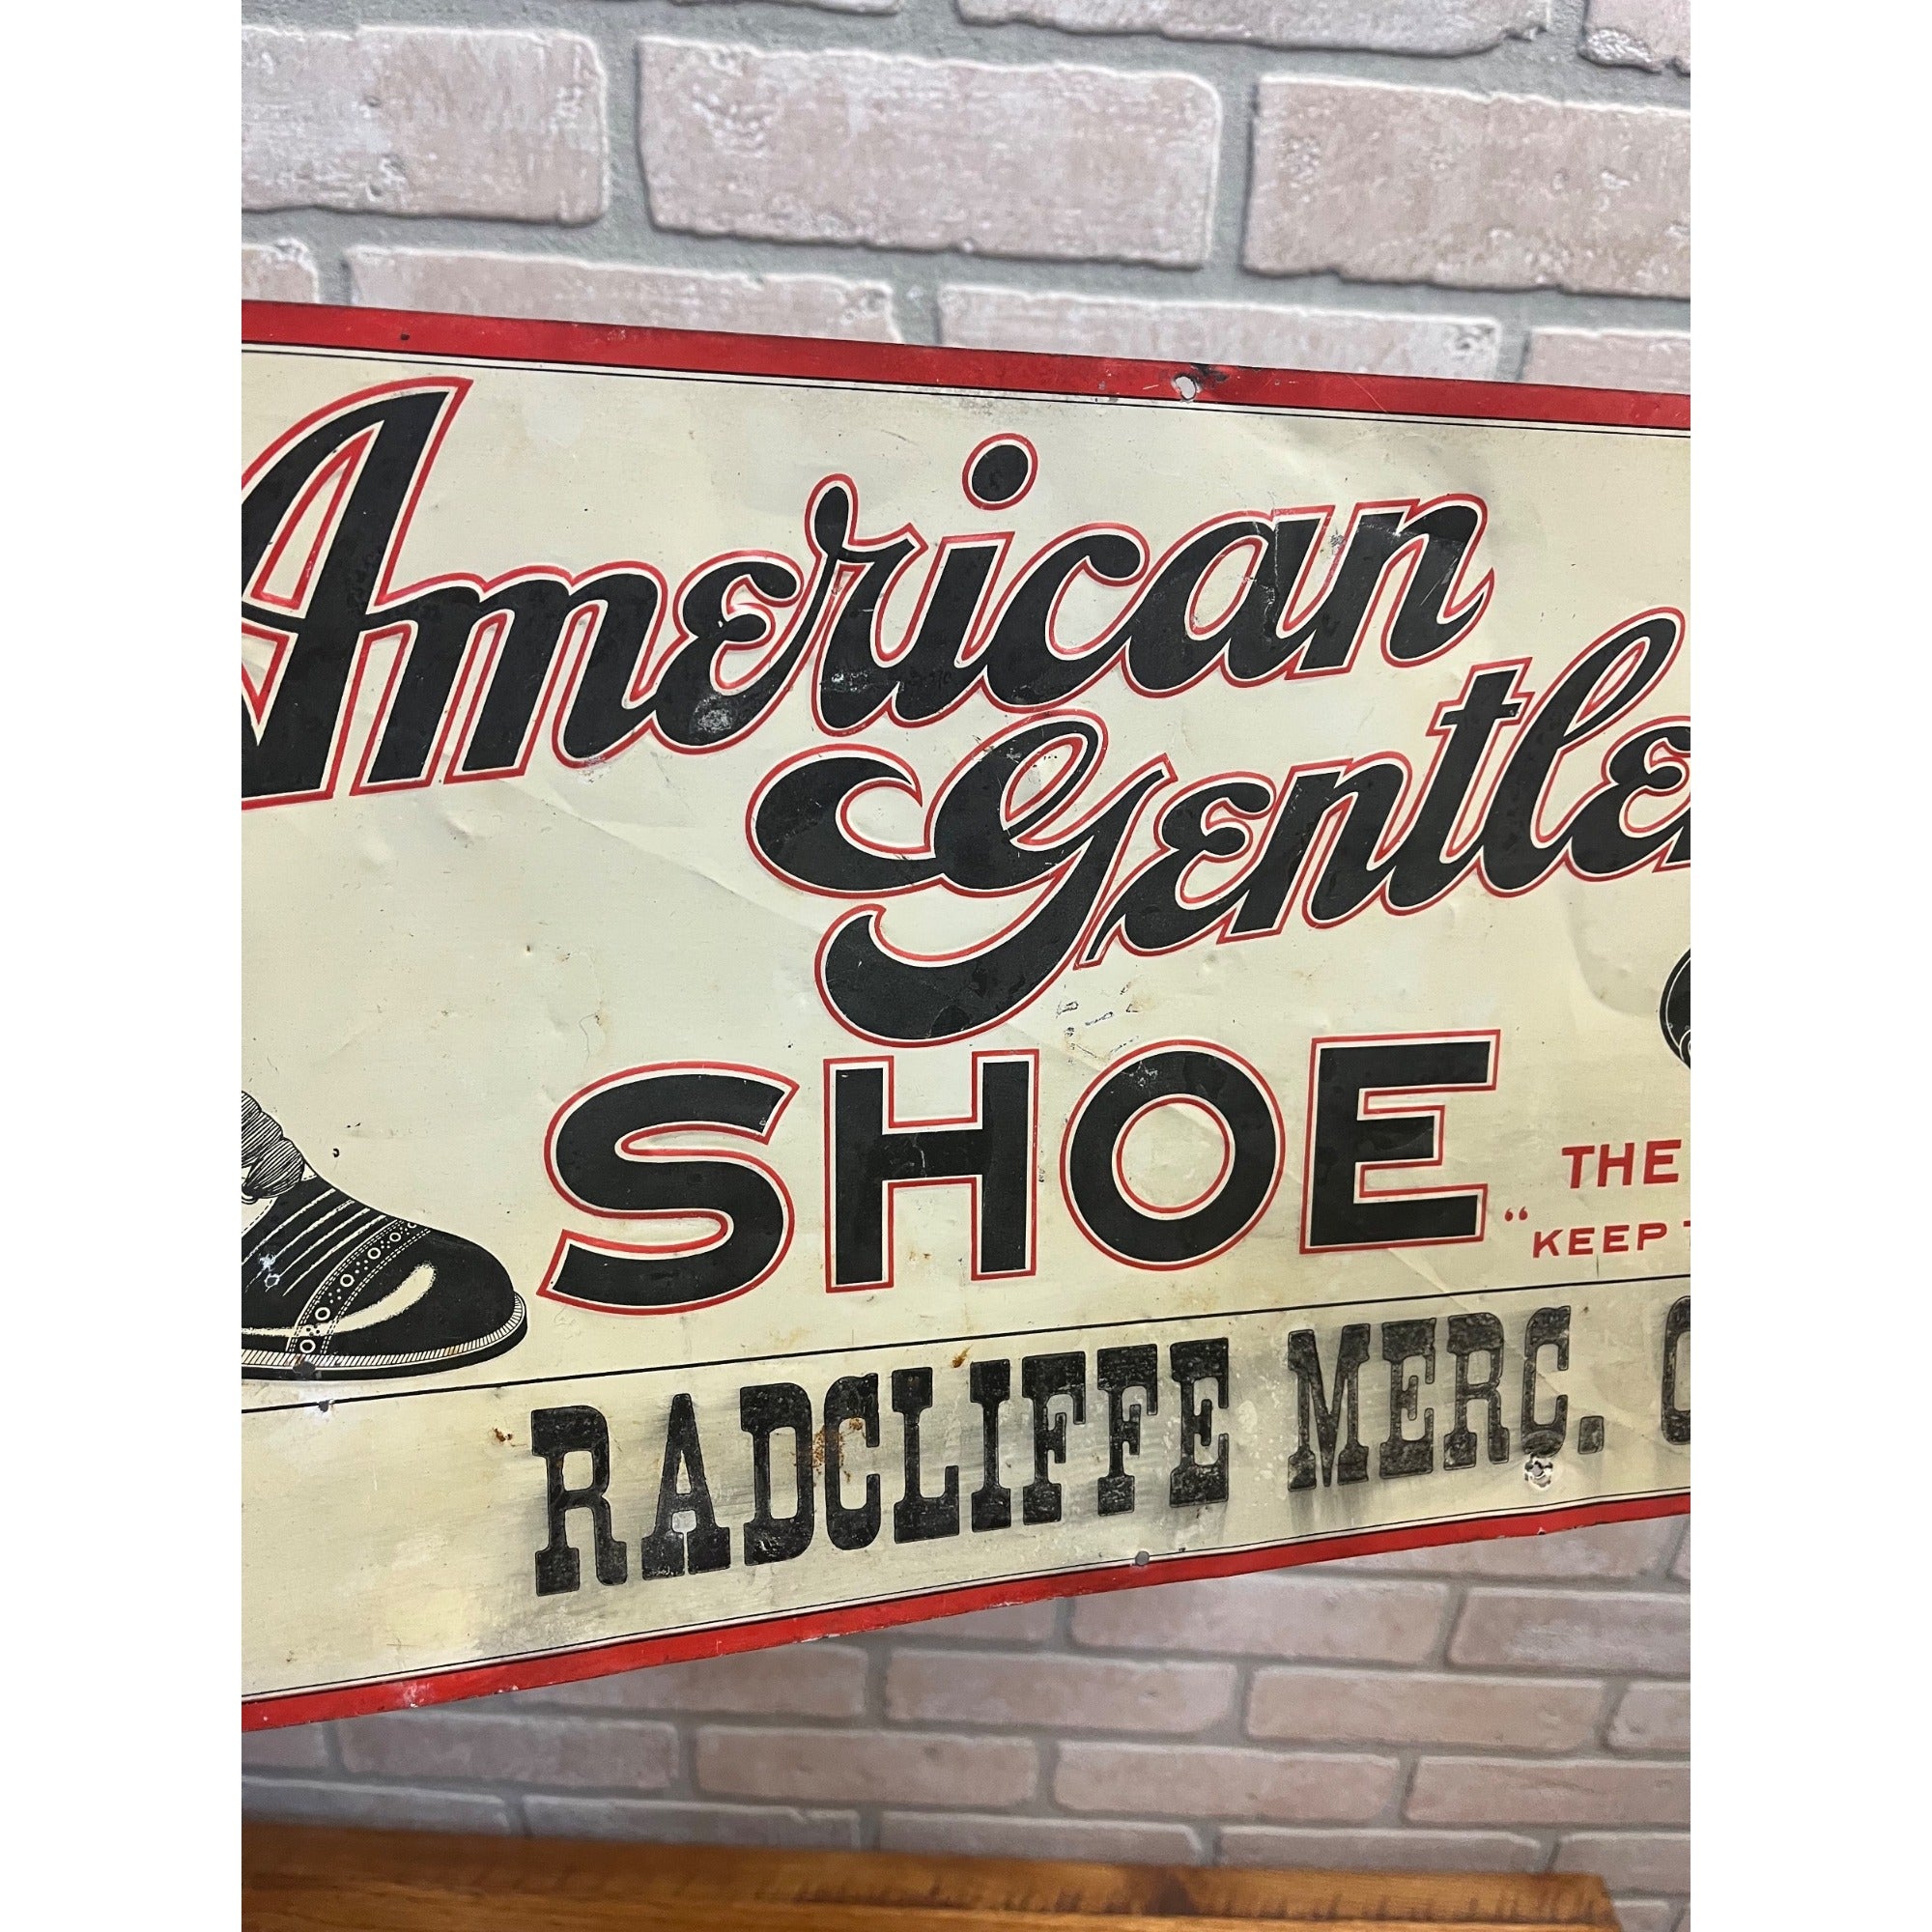 American
Gentle
SHOE
THE
"KEEP
RADCLIFFE MERC.